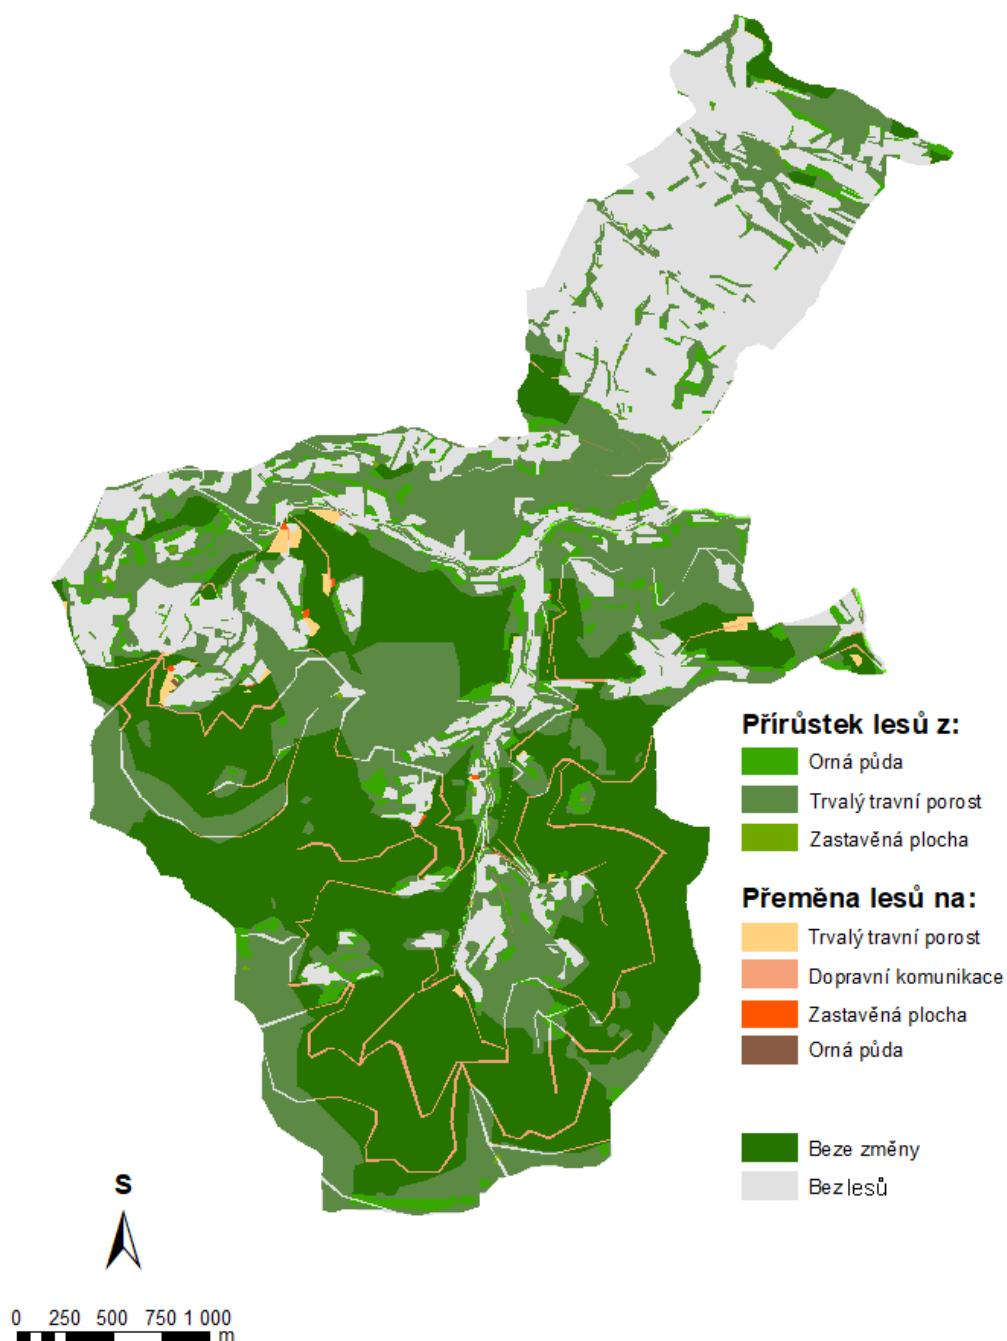 Přírůstek lesů z:
Orná půda
Trvalý travní porost
Zastavěná plocha
Přeměna lesů na:
Trvalý travní porost
Dopravní komunikace
Zastavěná plocha
Orná půda
Beze změny
Bez lesů
S
0 250 500 750 1 000
m